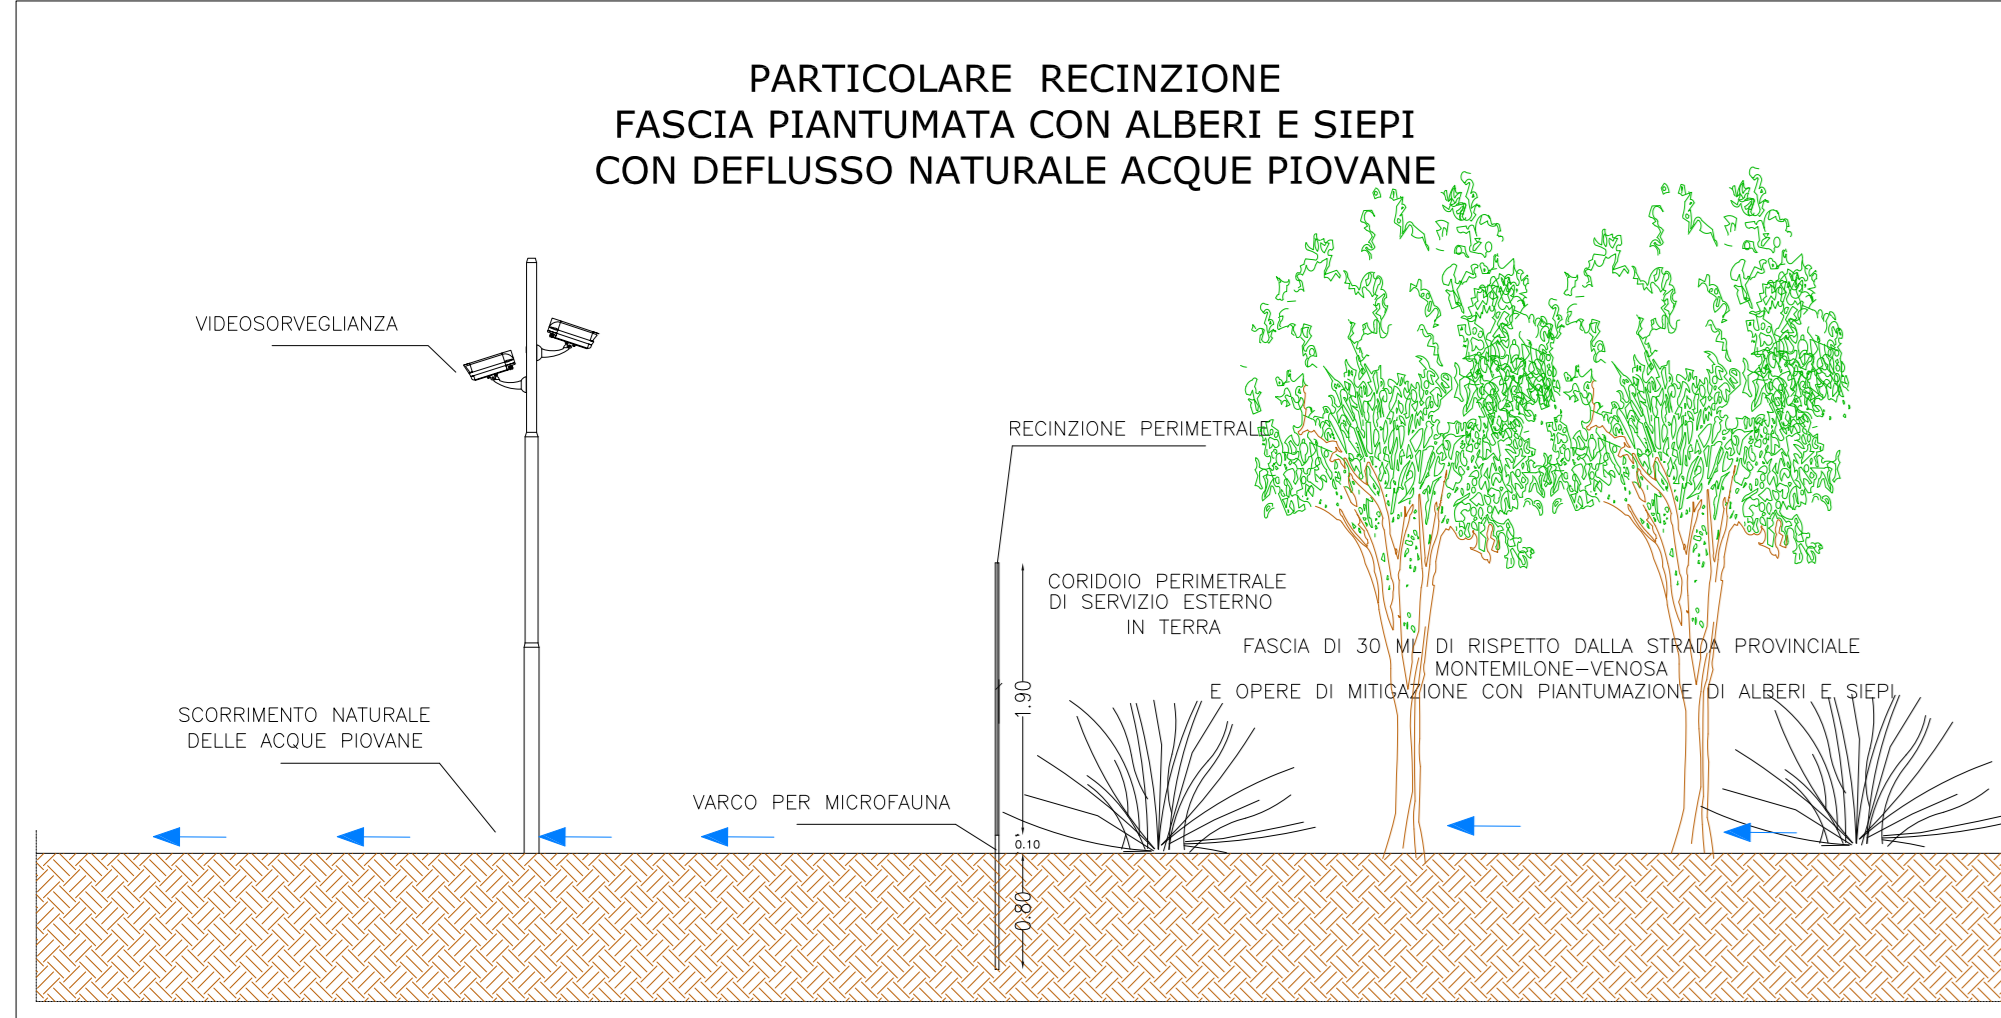 PARTICOLARE RECINZIONE
FASCIA PIANTUMATA CON ALBERI E SIEPI
CON DEFLUSSO NATURALE ACQUE PIOVANE
VIDEOSORVEGLIANZA
RECINZIONE PERIMETRALE
CORIDOIO PERIMETRALE
DI SERVIZIO ESTERNO
IN TERRA
FASCIA DI 30 ML DI RISPETTO DALLA STRADA PROVINCIALE
MONTEMILONE-VENOSA
E OPERE DI MITIGAZIONE CON PIANTUMAZIONE DI ALBERI E SIEPI
1.90
SCORRIMENTO NATURALE
DELLE ACQUE PIOVANE
VARCO PER MICROFAUNA
0.10
0.80